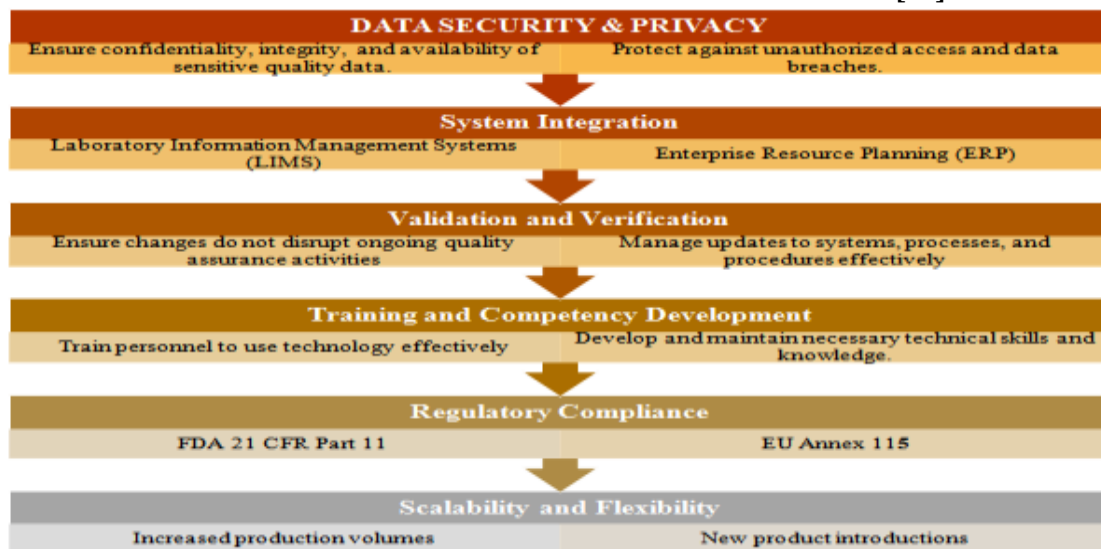 DATA SECURITY & PRIVACY
Ensure confidentiality, integrity, and availability of
sensitive quality data.
Protect against unauthorized access and data
breaches.
System Integration
Laboratory Information Management Systems
(LIMS)
Enterprise Resource Planning (ERP)
Validation and Verification
Ensure changes do not disrupt ongoing quality
assurance activities
Manage updates to systems, processes, and
procedures effectively
Training and Competency Development
Train personnel to use technology effectively
Develop and maintain necessary technical skills and
knowledge.
Regulatory Compliance
FDA 21 CFR Part 11
EU Annex 115
Scalability and Flexibility
Increased production volumes
New product introductions